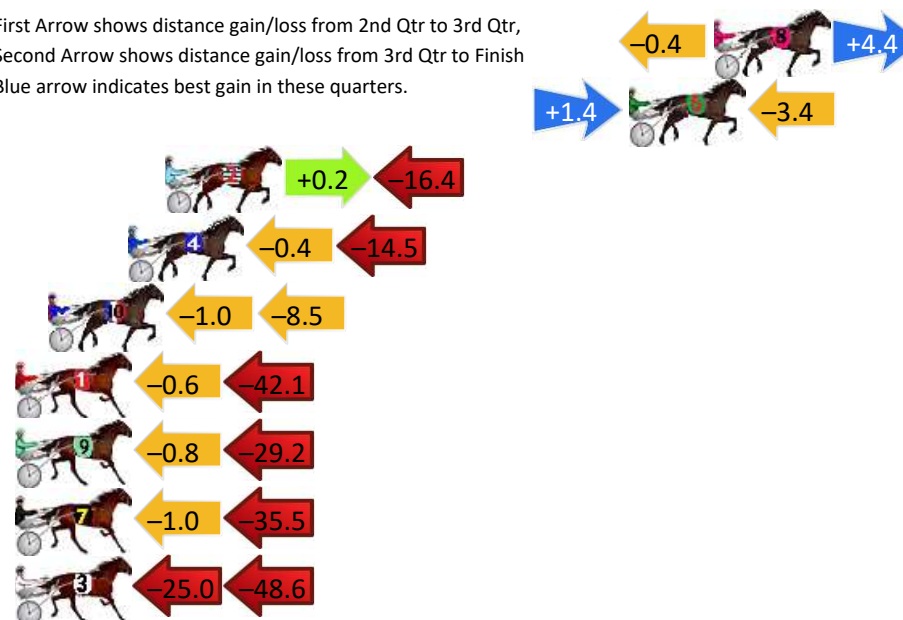 First Arrow shows distance gain/loss from 2nd Qtr to 3rd Qtr,
Second Arrow shows distance gain/loss from 3rd Qtr to Finish
Blue arrow indicates best gain in these quarters.
–0.4 8 +4.4
+1.4 –3.4
2 +0.2 –16.4
4 –0.4 –14.5
10 –1.0 –8.5
1 –0.6 –42.1
9 –0.8 –29.2
7 –1.0 –35.5
3 –25.0 –48.6